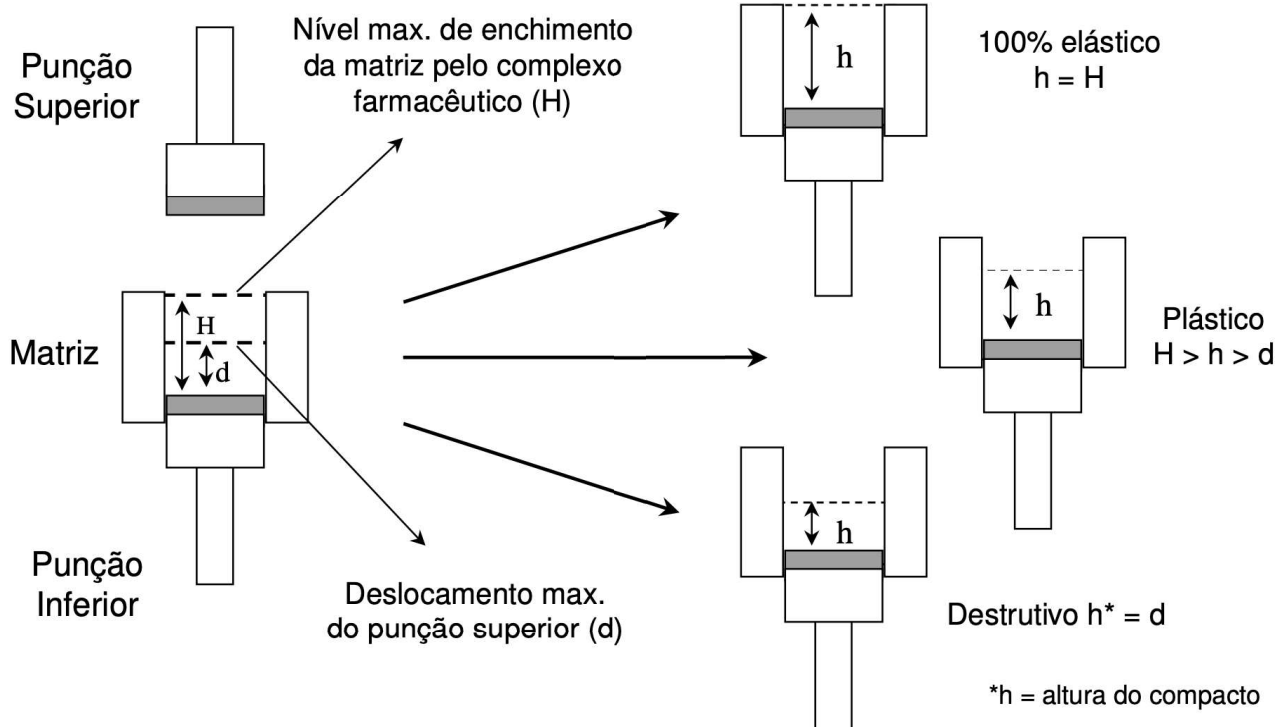 Punção
Superior
Nível max. de enchimento
da matriz pelo complexo
farmacêutico (H)
h
100% elástico
h = H
Matriz
H
d
h
Plástico
H > h > d
Punção
Inferior
Deslocamento max.
do punção superior (d)
h
Destrutivo h* = d
*h = altura do compacto